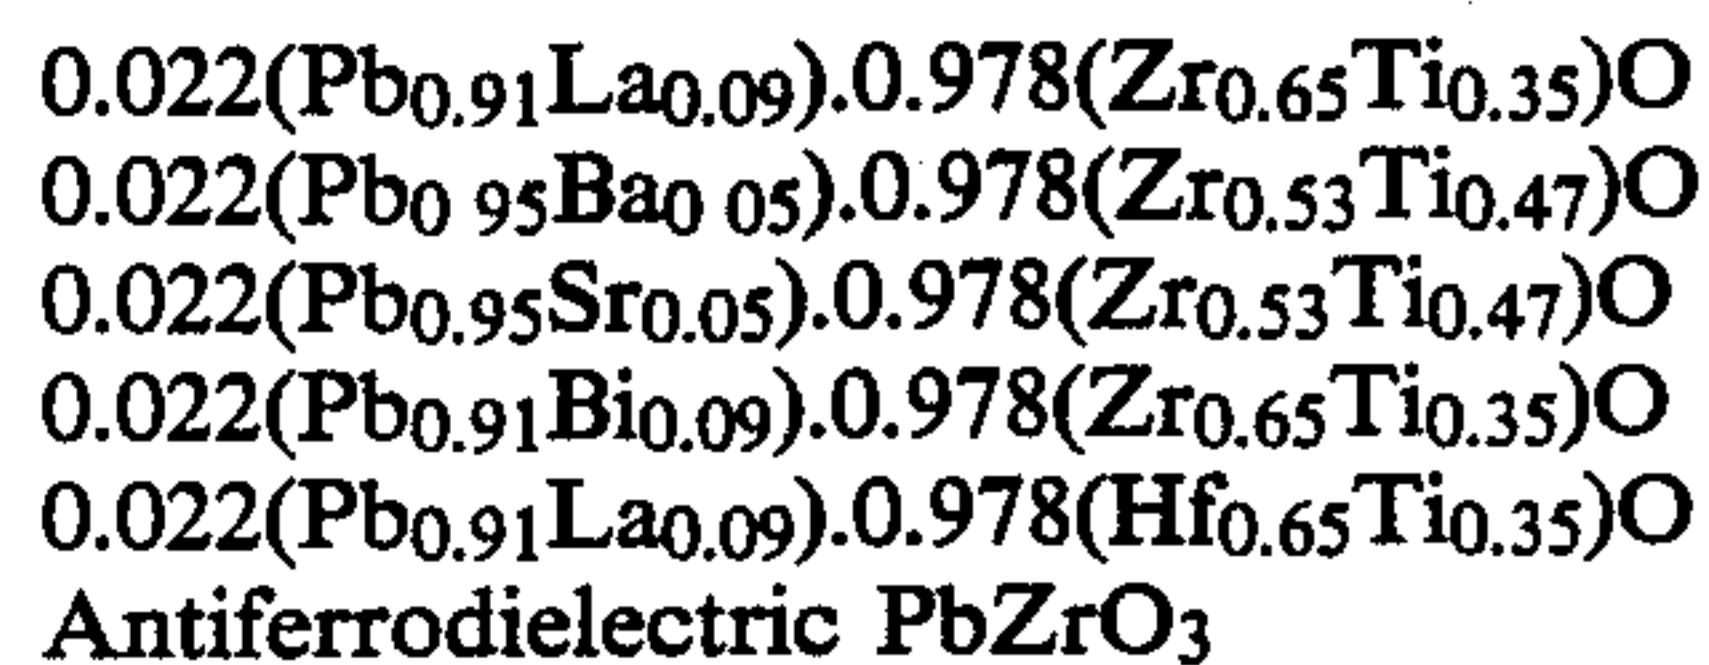 0.022(Pb0.91La0.09).0.978(Zr0.65Ti0.35)O
0.022(Pb0 95Ba0 05).0.978(Zr0.53Ti0.47)O
0.022(Pb0.95Sr0.05).0.978(Zr0.53Ti0.47)O
0.022(Pb0.91Bi0.09).0.978(Zr0.65Ti0.35)O
0.022(Pb0.91La0.09).0.978(Hf0.65Ti0.35)O
Antiferrodielectric PbZrO3